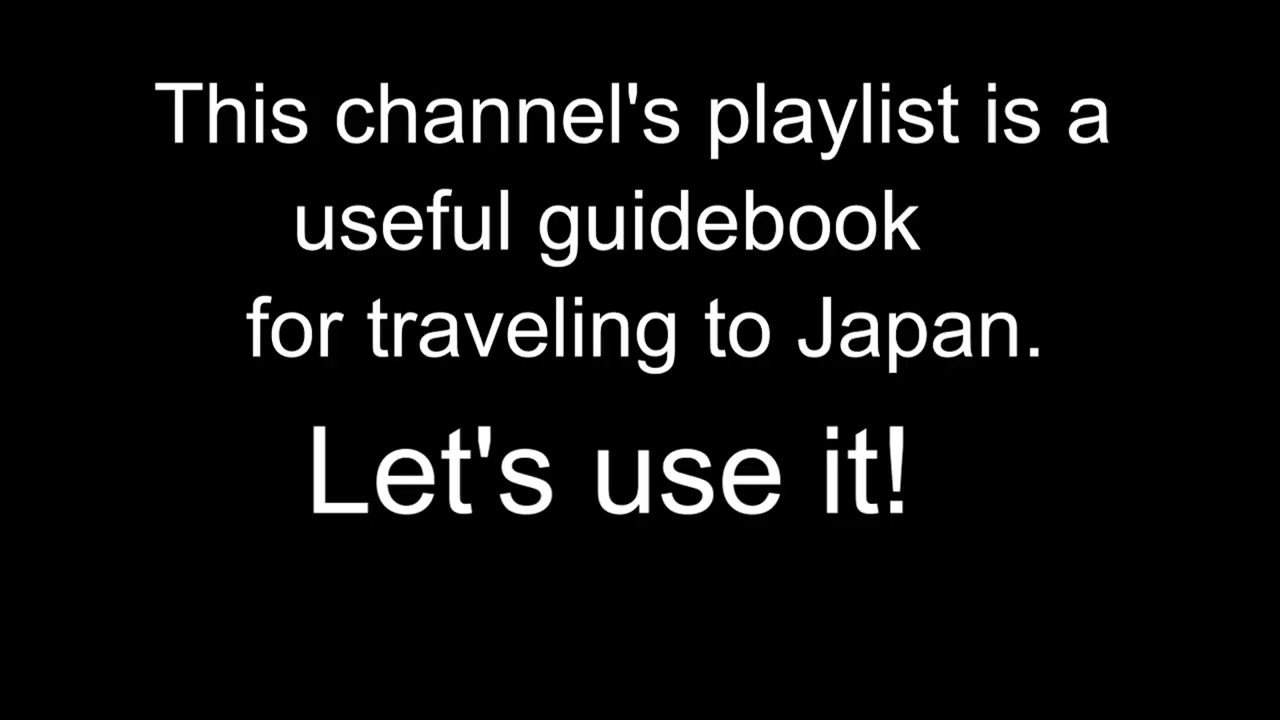 This channel's playlist is a
useful guidebook
for traveling to Japan.
Let's use it!